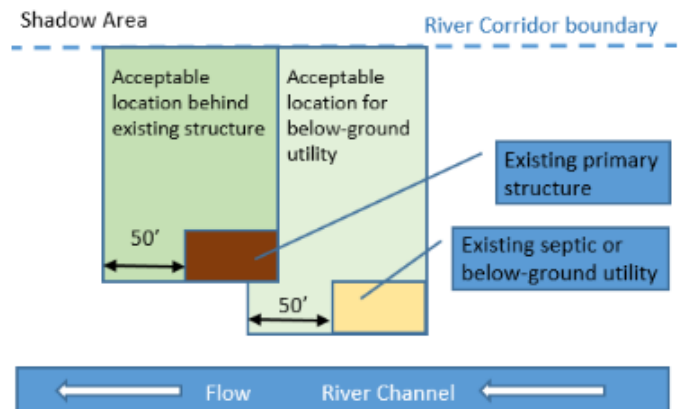 Shadow Area
River Corridor boundary
Acceptable
location behind
existing structure
Acceptable
location for
below-ground
utility
Existing primary
structure
50’
Existing septic or
below-ground utility
50’
Flow
River Channel